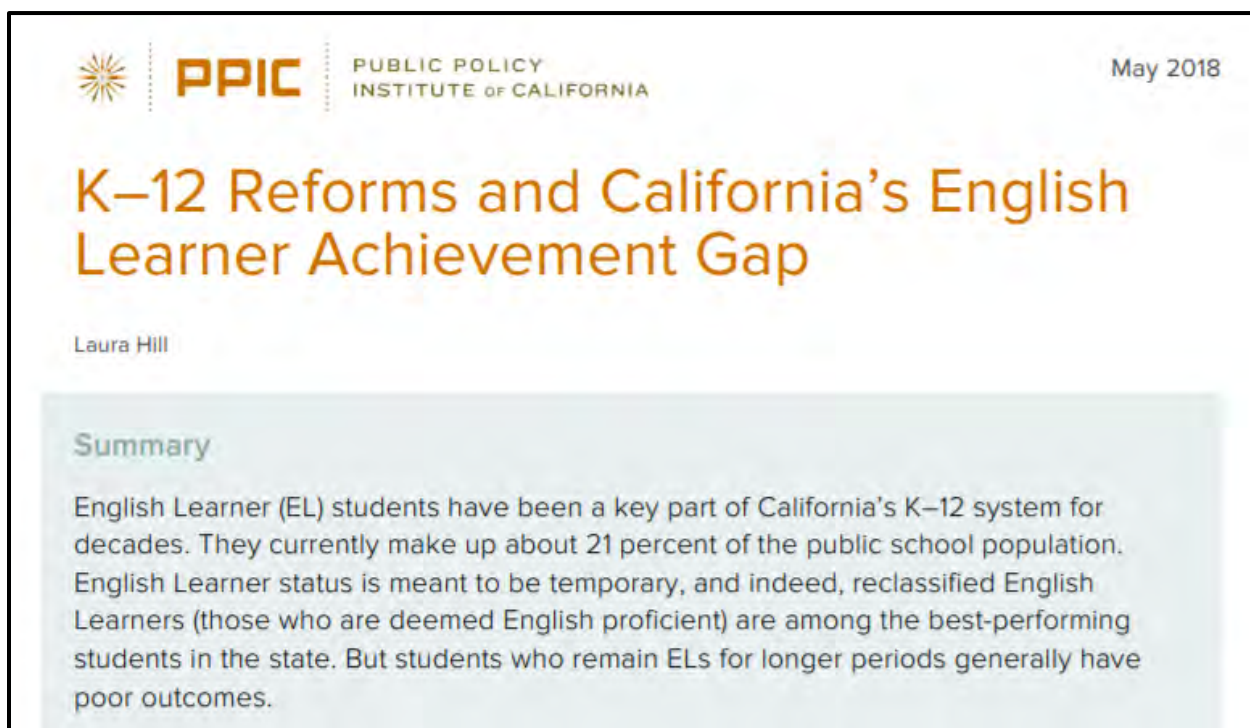 PPIC
PUBLIC POLICY
INSTITUTE OF CALIFORNIA
May 2018
K–12 Reforms and California's English
Learner Achievement Gap
Laura Hill
Summary
English Learner (EL) students have been a key part of California's K–12 system for
decades. They currently make up about 21 percent of the public school population.
English Learner status is meant to be temporary, and indeed, reclassified English
Learners (those who are deemed English proficient) are among the best-performing
students in the state. But students who remain ELs for longer periods generally have
poor outcomes.